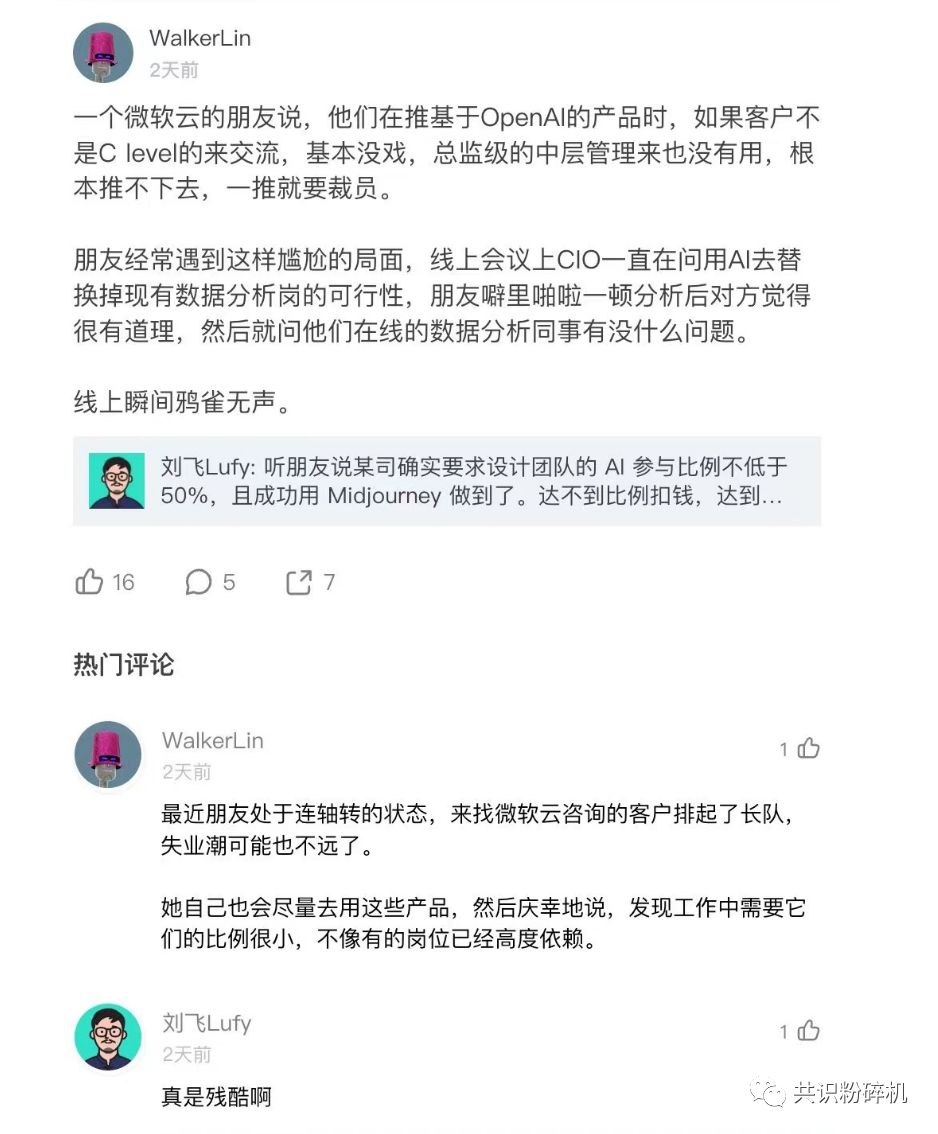 WalkerLin
2天前
一个微软云的朋友说，他们在推基于OpenAI的产品时，如果客户不
是C level的来交流，基本没戏，总监级的中层管理来也没有用，根
本推不下去，一推就要裁员。
朋友经常遇到这样尴尬的局面，线上会议上CIO一直在问用AI去替
换掉现有数据分析岗的可行性，朋友噼里啪啦一顿分析后对方觉得
很有道理，然后就问他们在线的数据分析同事有没什么问题。
线上瞬间鸦雀无声。
刘飞Lufy: 听朋友说某司确实要求设计团队的 AI 参与比例不低于
50%，且成功用 Midjourney 做到了。达不到比例扣钱，达到...
16 5 7
热门评论
WalkerLin
1
2天前
最近朋友处于连轴转的状态，来找微软云咨询的客户排起了长队，
失业潮可能也不远了。
她自己也会尽量去用这些产品，然后庆幸地说，发现工作中需要它
们的比例很小，不像有的岗位已经高度依赖。
刘飞Lufy
1
2天前
真是残酷啊
共识粉碎机